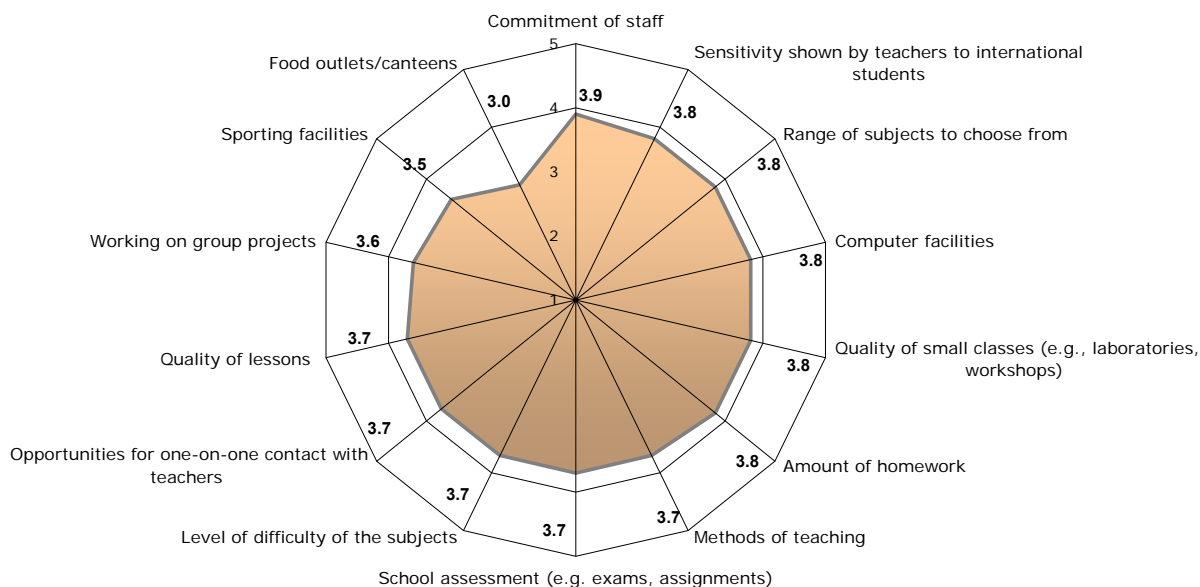 Commitment of staff
Sensitivity shown by teachers to international
students
Range of subjects to choose from
Computer facilities
Quality of small classes (e.g., laboratories,
workshops)
Amount of homework
Methods of teaching
School assessment (e.g. exams, assignments)
Level of difficulty of the subjects
Opportunities for one-on-one contact with
teachers
Quality of lessons
Working on group projects
Sporting facilities
Food outlets/canteens
5
4
3
2
1
3.9
3.8
3.8
3.8
3.8
3.8
3.7
3.7
3.7
3.7
3.7
3.6
3.5
3.0